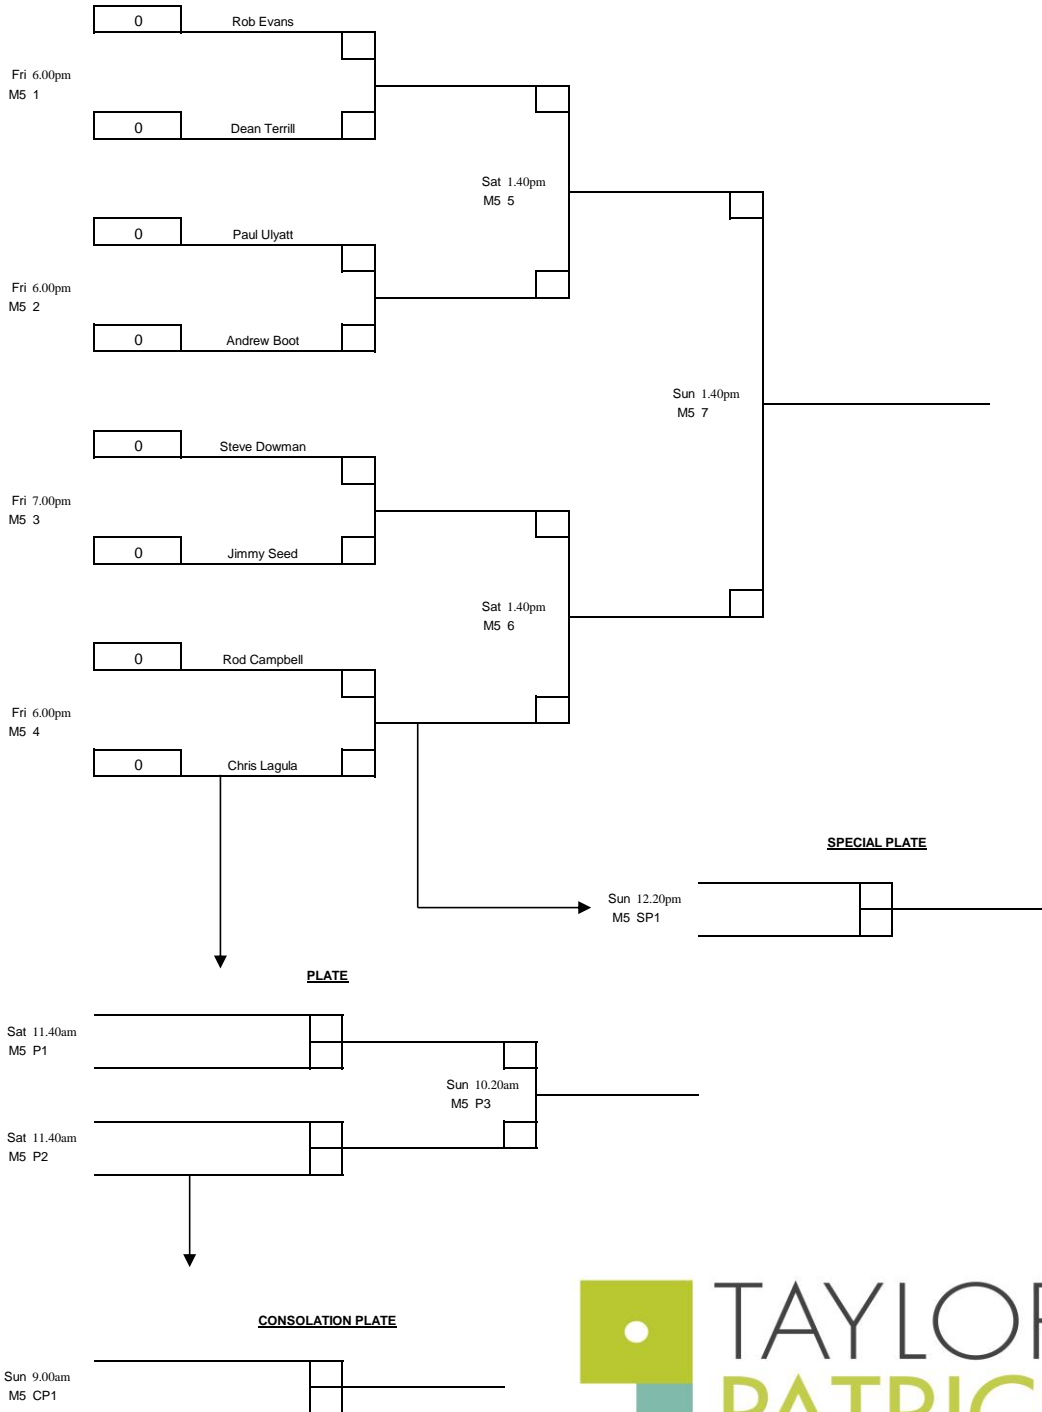 0 Rob Evans
Fri 6.00pm
M5 1
0 Dean Terrill
Sat 1.40pm
M5 5
0 Paul Ulyatt
Fri 6.00pm
M5 2
0 Andrew Boot
Sun 1.40pm
M5 7
0 Steve Dowman
Fri 7.00pm
M5 3
0 Jimmy Seed
Sat 1.40pm
M5 6
0 Rod Campbell
Fri 6.00pm
M5 4
0 Chris Lagula
SPECIAL PLATE
Sun 12.20pm
M5 SP1
PLATE
Sat 11.40am
M5 P1
Sun 10.20am
M5 P3
Sat 11.40am
M5 P2
CONSOLATION PLATE
Sun 9.00am
M5 CP1
TAYLOR
PATRIC